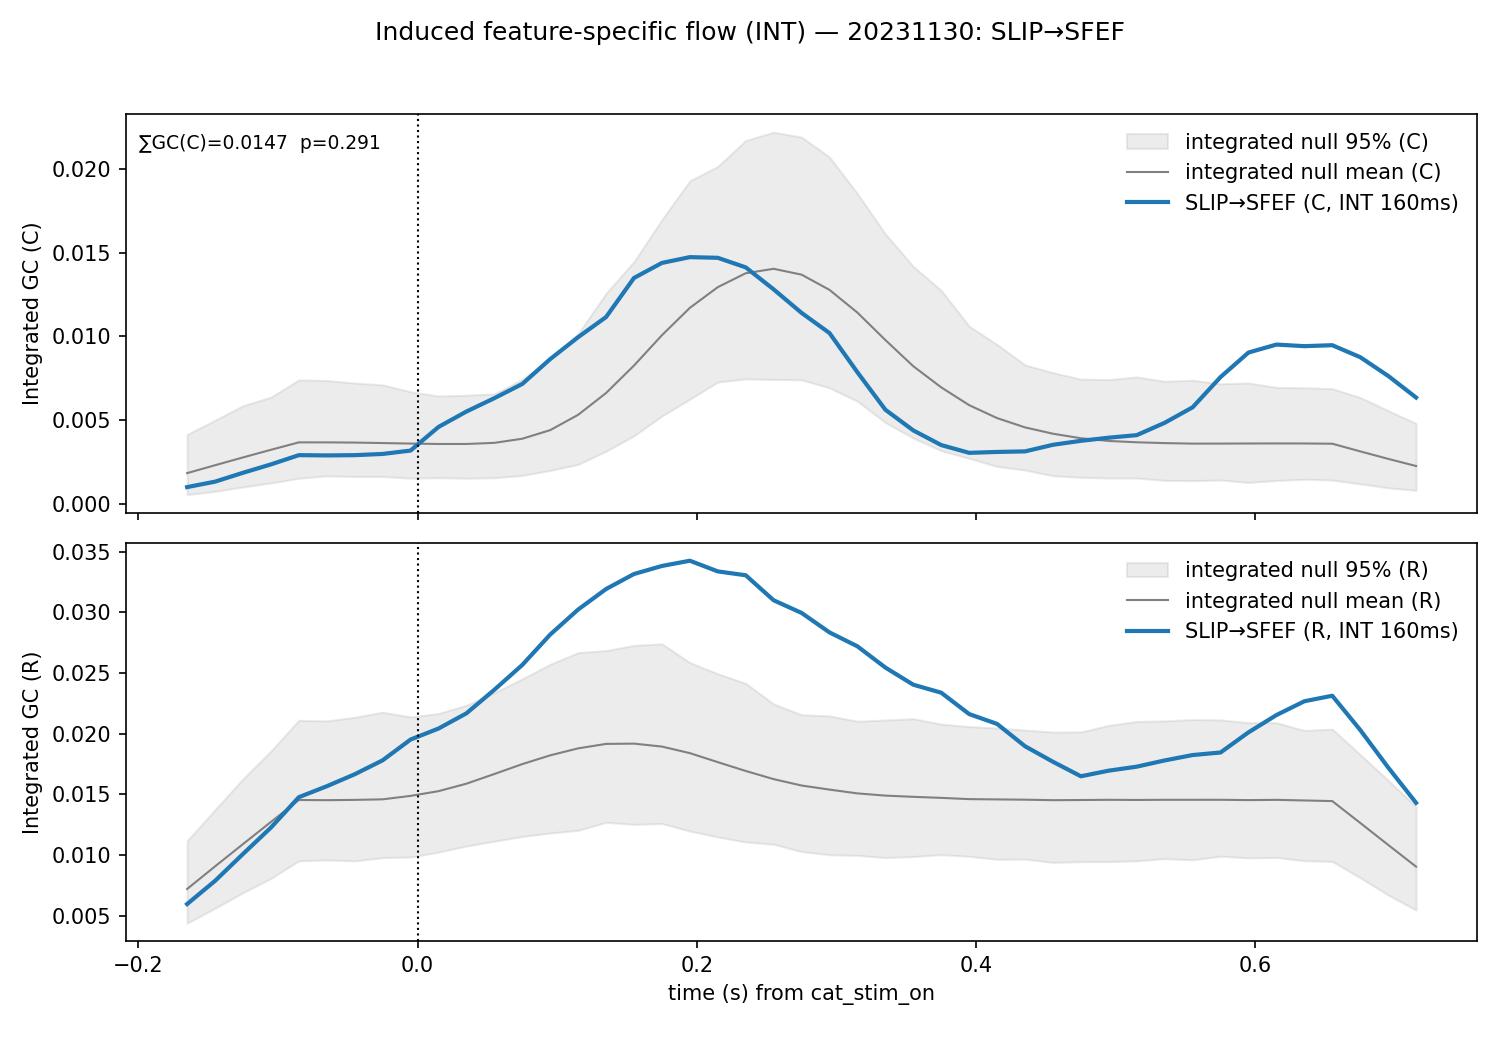 Induced feature-specific flow (INT) — 20231130: SLIP→SFEF
∑GC(C)=0.0147  p=0.291
integrated null 95% (C)
integrated null mean (C)
SLIP→SFEF (C, INT 160ms)
Integrated GC (C)
0.020
0.015
0.010
0.005
0.000
integrated null 95% (R)
integrated null mean (R)
SLIP→SFEF (R, INT 160ms)
Integrated GC (R)
0.035
0.030
0.025
0.020
0.015
0.010
0.005
−0.2
0.0
0.2
0.4
0.6
time (s) from cat_stim_on